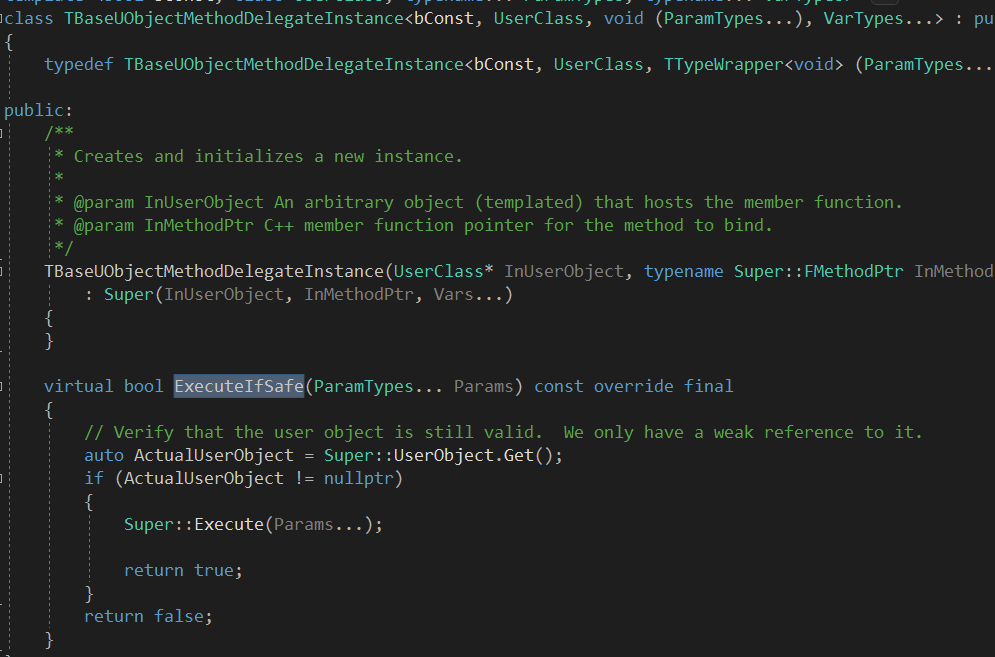 class TBaseUObjectMethodDelegateInstance<bConst, UserClass, void (ParamTypes...), VarTypes...> : pu
{
typedef TBaseUObjectMethodDelegateInstance<bConst, UserClass, TTypeWrapper<void> (ParamTypes...
public:
/**
* Creates and initializes a new instance.
*
* @param InUserObject An arbitrary object (templated) that hosts the member function.
* @param InMethodPtr C++ member function pointer for the method to bind.
*/
TBaseUObjectMethodDelegateInstance(UserClass* InUserObject, typename Super::FMethodPtr InMethod
: Super(InUserObject, InMethodPtr, Vars...)
{
}
virtual bool ExecuteIfSafe(ParamTypes... Params) const override final
{
// Verify that the user object is still valid.  We only have a weak reference to it.
auto ActualUserObject = Super::UserObject.Get();
if (ActualUserObject != nullptr)
{
Super::Execute(Params...);
return true;
}
return false;
}